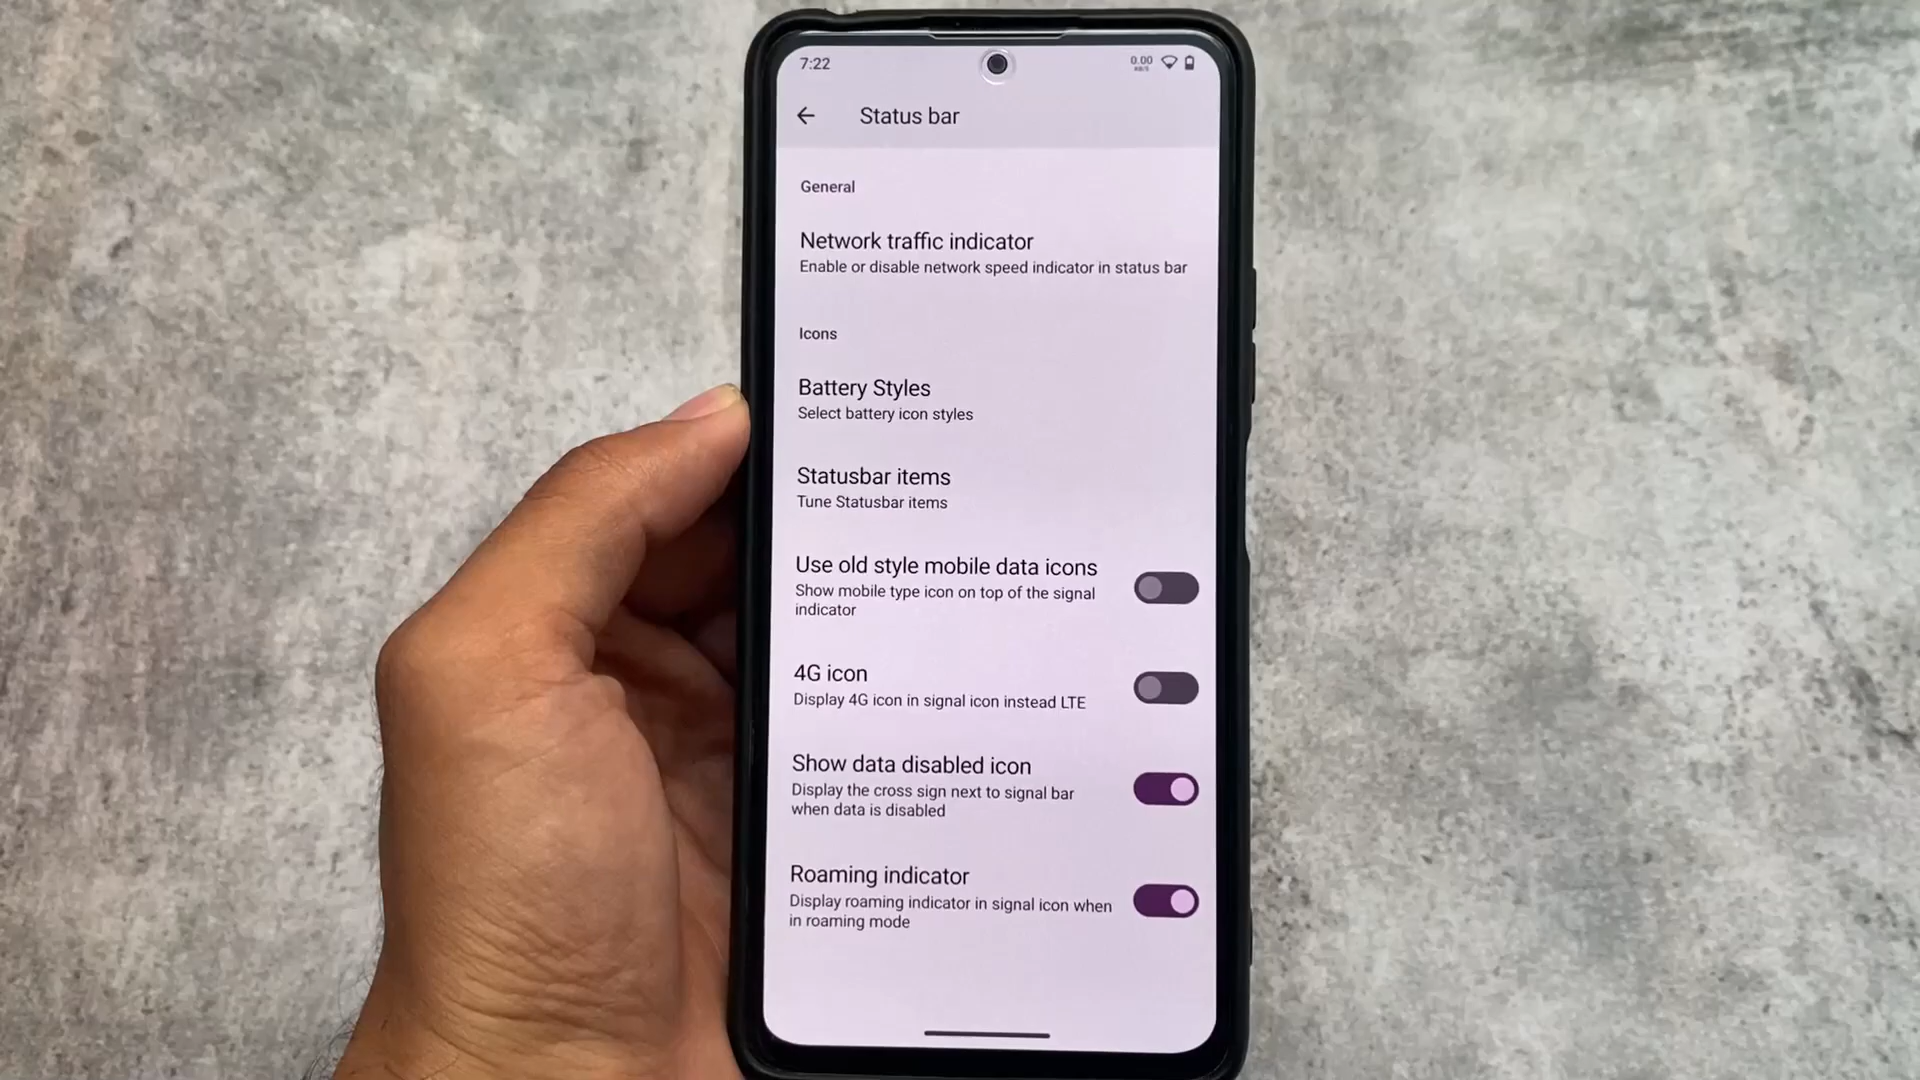 7:22
0.00
Status bar
General
Network traffic indicator
Enable or disable network speed indicator in status bar
Icons
Battery Styles
Select battery icon styles
Statusbar items
Tune Statusbar items
Use old style mobile data icons
Show mobile type icon on top of the signal
indicator
4G icon
Display 4G icon in signal icon instead LTE
Show data disabled icon
Display the cross sign next to signal bar
when data is disabled
Roaming indicator
Display roaming indicator in signal icon when
in roaming mode